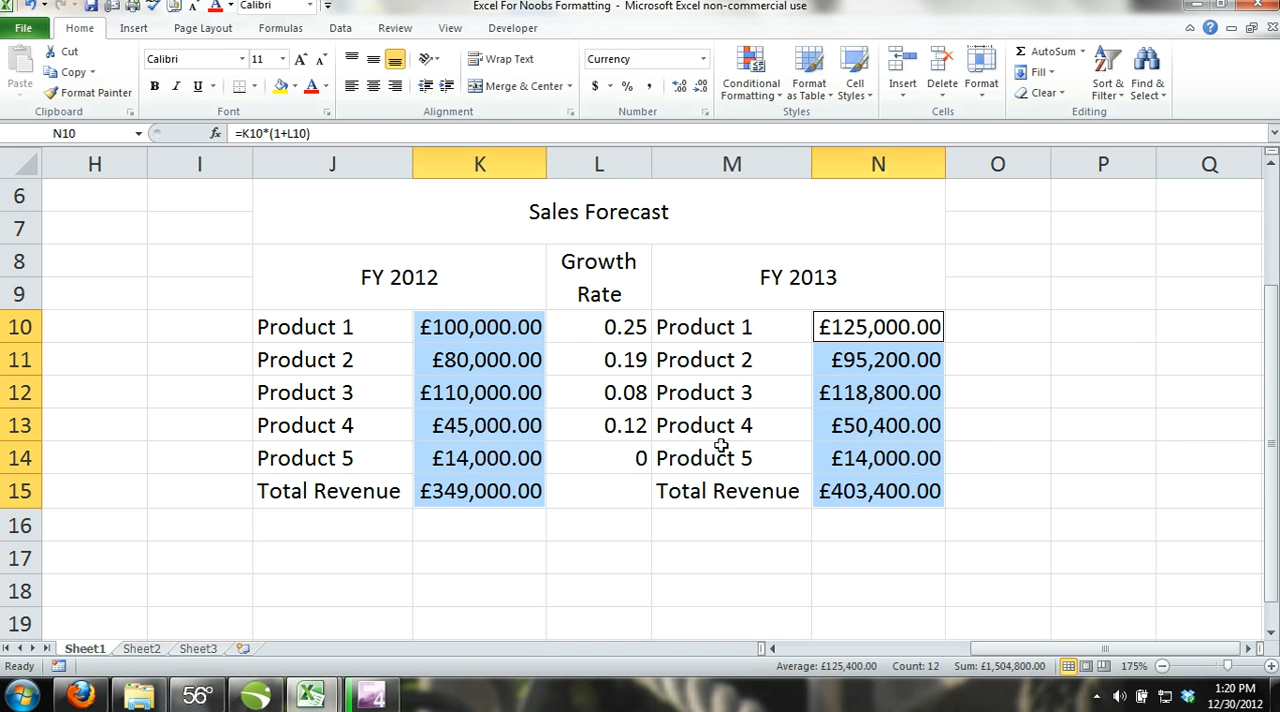 Calibri
Excel For Noobs Formatting - Microsoft Excel non-commercial use
File Home Insert Page Layout Formulas Data Review View Developer
Paste
Cut
Copy
Format Painter
Clipboard
Calibri 11
B I U
Font
Wrap Text
Merge & Center
Alignment
Currency
$ % ,
Number
Conditional Formatting
Format as Table
Cell Styles
Styles
Insert Delete Format
Cells
AutoSum
Fill
Clear
Sort & Filter
Find & Select
Editing
N10 fx =K10*(1+L10)
H I J K L M N O P Q
6
Sales Forecast
7
8
FY 2012 Growth Rate FY 2013
9
10 Product 1 £100,000.00 0.25 Product 1 £125,000.00
11 Product 2 £80,000.00 0.19 Product 2 £95,200.00
12 Product 3 £110,000.00 0.08 Product 3 £118,800.00
13 Product 4 £45,000.00 0.12 Product 4 £50,400.00
14 Product 5 £14,000.00 0 Product 5 £14,000.00
15 Total Revenue £349,000.00 Total Revenue £403,400.00
16
17
18
19
Sheet1 Sheet2 Sheet3
Ready Average: £125,400.00 Count: 12 Sum: £1,504,800.00 175%
56° 1:20 PM
12/30/2012